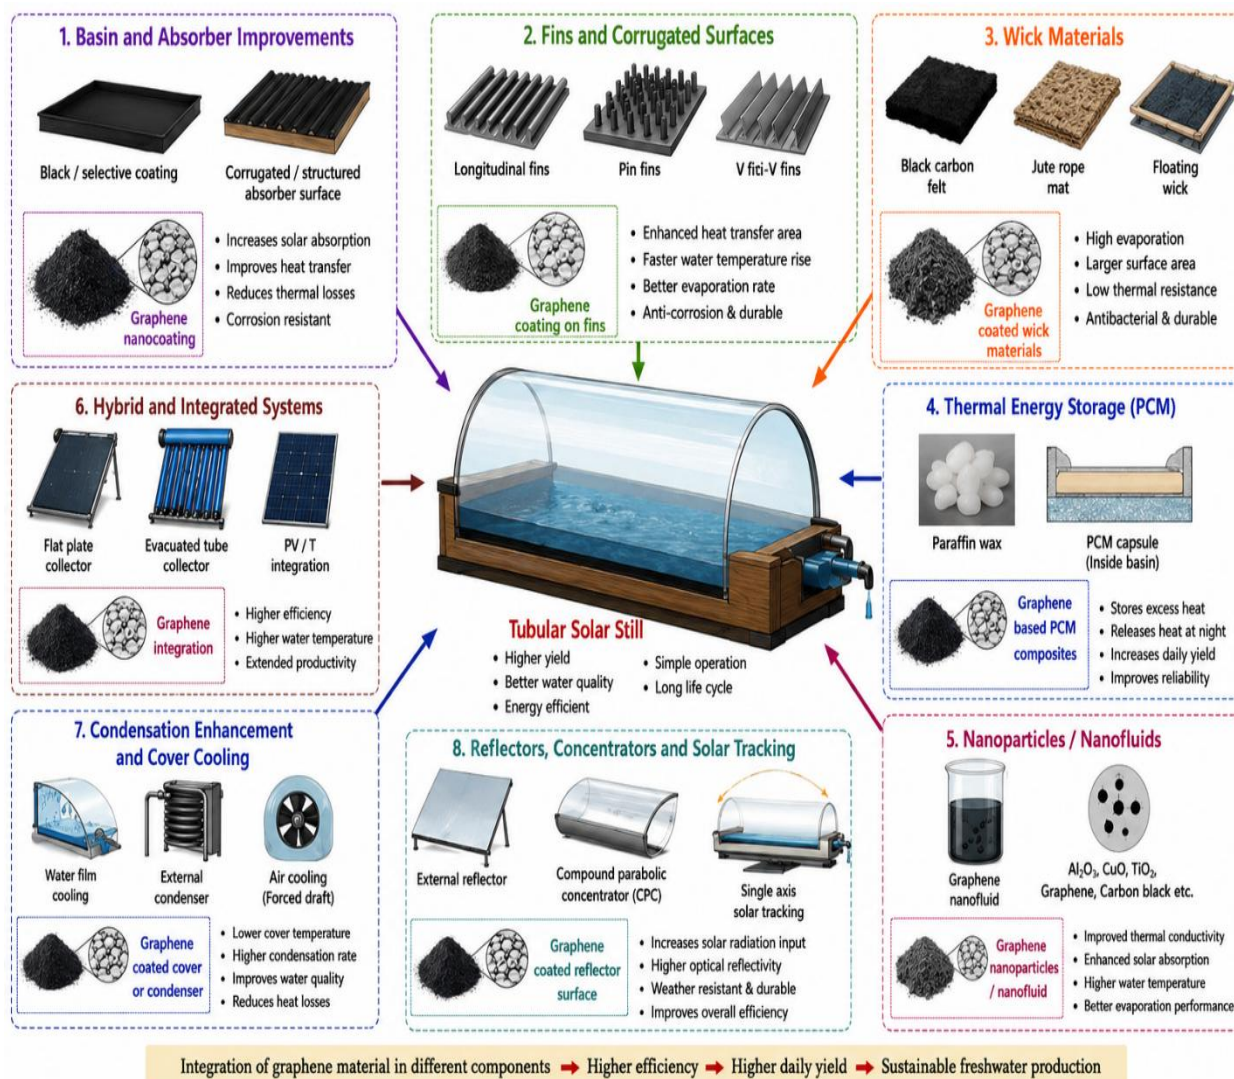 1. Basin and Absorber Improvements
Black / selective coating
Corrugated / structured
absorber surface
Graphene
nanocoating
• Increases solar absorption
• Improves heat transfer
• Reduces thermal losses
• Corrosion resistant
2. Fins and Corrugated Surfaces
Longitudinal fins
Pin fins
V fiti-V fins
Graphene
coating on fins
• Enhanced heat transfer area
• Faster water temperature rise
• Better evaporation rate
• Anti-corrosion & durable
3. Wick Materials
Black carbon
felt
Jute rope
mat
Floating
wick
Graphene
coated wick
materials
• High evaporation
• Larger surface area
• Low thermal resistance
• Antibacterial & durable
6. Hybrid and Integrated Systems
Flat plate
collector
Evacuated tube
collector
PV / T
integration
Graphene
integration
• Higher efficiency
• Higher water temperature
• Extended productivity
Tubular Solar Still
• Higher yield
• Better water quality
• Energy efficient
• Simple operation
• Long life cycle
4. Thermal Energy Storage (PCM)
Paraffin wax
PCM capsule
(Inside basin)
Graphene
based PCM
composites
• Stores excess heat
• Releases heat at night
• Increases daily yield
• Improves reliability
7. Condensation Enhancement
and Cover Cooling
Water film
cooling
External
condenser
Air cooling
(Forced draft)
Graphene
coated cover
or condenser
• Lower cover temperature
• Higher condensation rate
• Improves water quality
• Reduces heat losses
8. Reflectors, Concentrators and Solar Tracking
External reflector
Compound parabolic
concentrator (CPC)
Single axis
solar tracking
Graphene
coated reflector
surface
• Increases solar radiation input
• Higher optical reflectivity
• Weather resistant & durable
• Improves overall efficiency
5. Nanoparticles / Nanofluids
Graphene
nanofluid
Al₂O₃, CuO, TiO₂,
Graphene, Carbon black etc.
Graphene
nanoparticles
/ nanofluid
• Improved thermal conductivity
• Enhanced solar absorption
• Higher water temperature
• Better evaporation performance
Integration of graphene material in different components → Higher efficiency → Higher daily yield → Sustainable freshwater production